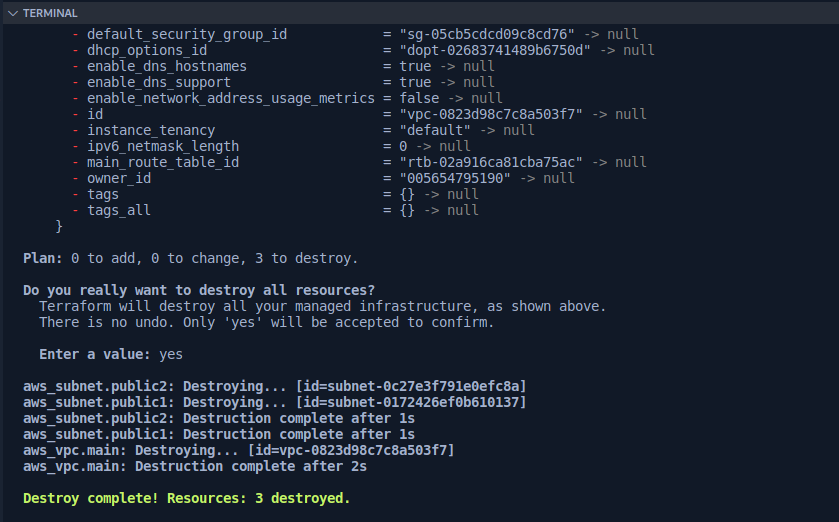 TERMINAL
- default_security_group_id = "sg-05cb5cdcd09c8cd76" -> null
- dhcp_options_id = "dopt-02683741489b6750d" -> null
- enable_dns_hostnames = true -> null
- enable_dns_support = true -> null
- enable_network_address_usage_metrics = false -> null
- id = "vpc-0823d98c7c8a503f7" -> null
- instance_tenancy = "default" -> null
- ipv6_netmask_length = 0 -> null
- main_route_table_id = "rtb-02a916ca81cba75ac" -> null
- owner_id = "005654795190" -> null
- tags = {} -> null
- tags_all = {} -> null
}
Plan: 0 to add, 0 to change, 3 to destroy.
Do you really want to destroy all resources?
Terraform will destroy all your managed infrastructure, as shown above.
There is no undo. Only 'yes' will be accepted to confirm.
Enter a value: yes
aws_subnet.public2: Destroying... [id=subnet-0c27e3f791e0efc8a]
aws_subnet.public1: Destroying... [id=subnet-0172426ef0b610137]
aws_subnet.public2: Destruction complete after 1s
aws_subnet.public1: Destruction complete after 1s
aws_vpc.main: Destroying... [id=vpc-0823d98c7c8a503f7]
aws_vpc.main: Destruction complete after 2s
Destroy complete! Resources: 3 destroyed.